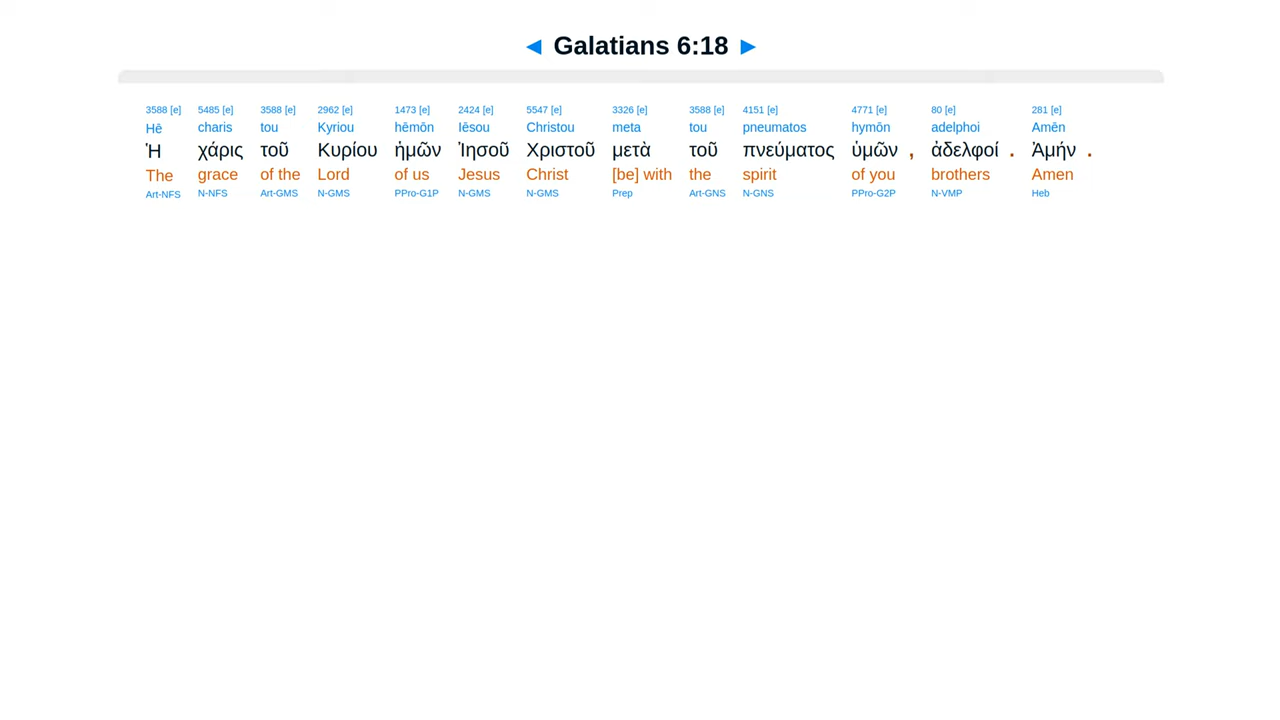 ◄ Galatians 6:18 ►
3588 [e] 5485 [e] 3588 [e] 2962 [e] 1473 [e] 2424 [e] 5547 [e] 3326 [e] 3588 [e] 4151 [e] 4771 [e] 80 [e] 281 [e]
Hē charis tou Kyriou hēmōn Iēsou Christou meta tou pneumatos hymōn adelphoi Amēn
Ἡ χάρις τοῦ Κυρίου ἡμῶν Ἰησοῦ Χριστοῦ μετὰ τοῦ πνεύματος ὑμῶν , ἀδελφοί . Ἀμήν .
The grace of the Lord of us Jesus Christ [be] with the spirit of you brothers Amen
Art-NFS N-NFS Art-GMS N-GMS PPro-G1P N-GMS N-GMS Prep Art-GNS N-GNS PPro-G2P N-VMP Heb